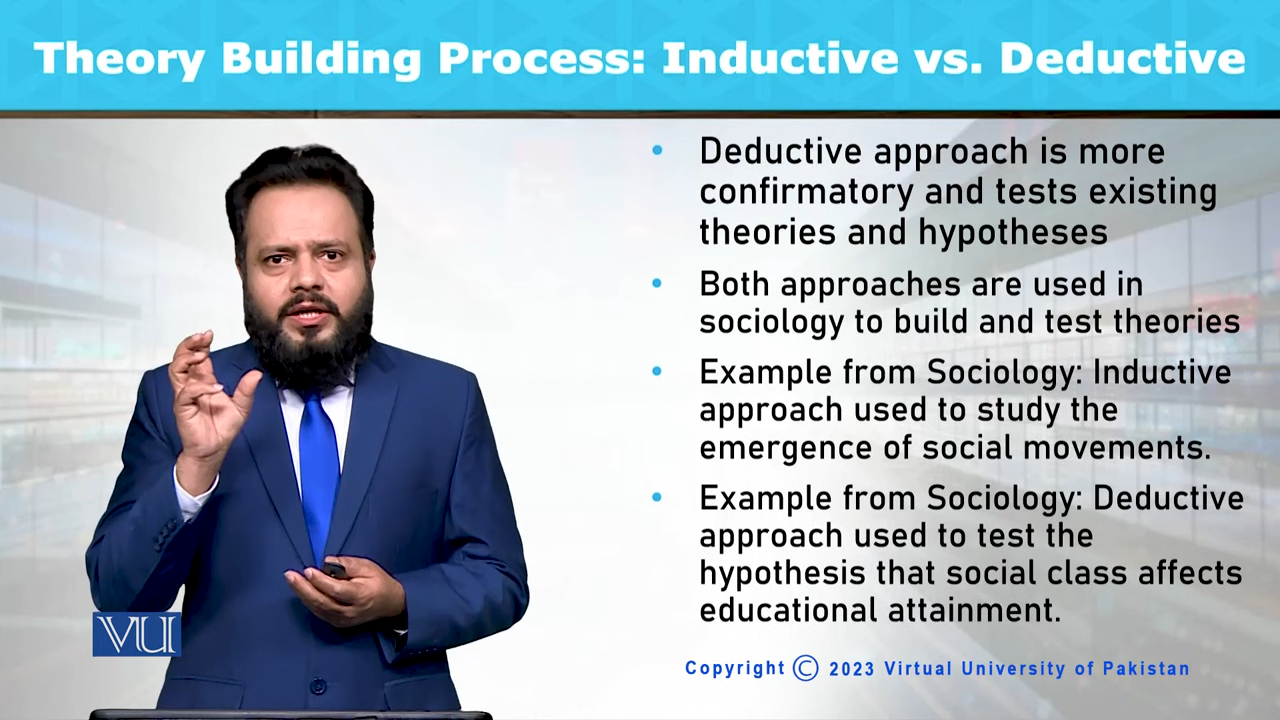 Theory Building Process: Inductive vs. Deductive
• Deductive approach is more
confirmatory and tests existing
theories and hypotheses
• Both approaches are used in
sociology to build and test theories
• Example from Sociology: Inductive
approach used to study the
emergence of social movements.
• Example from Sociology: Deductive
approach used to test the
hypothesis that social class affects
educational attainment.
VU
Copyright © 2023 Virtual University of Pakistan